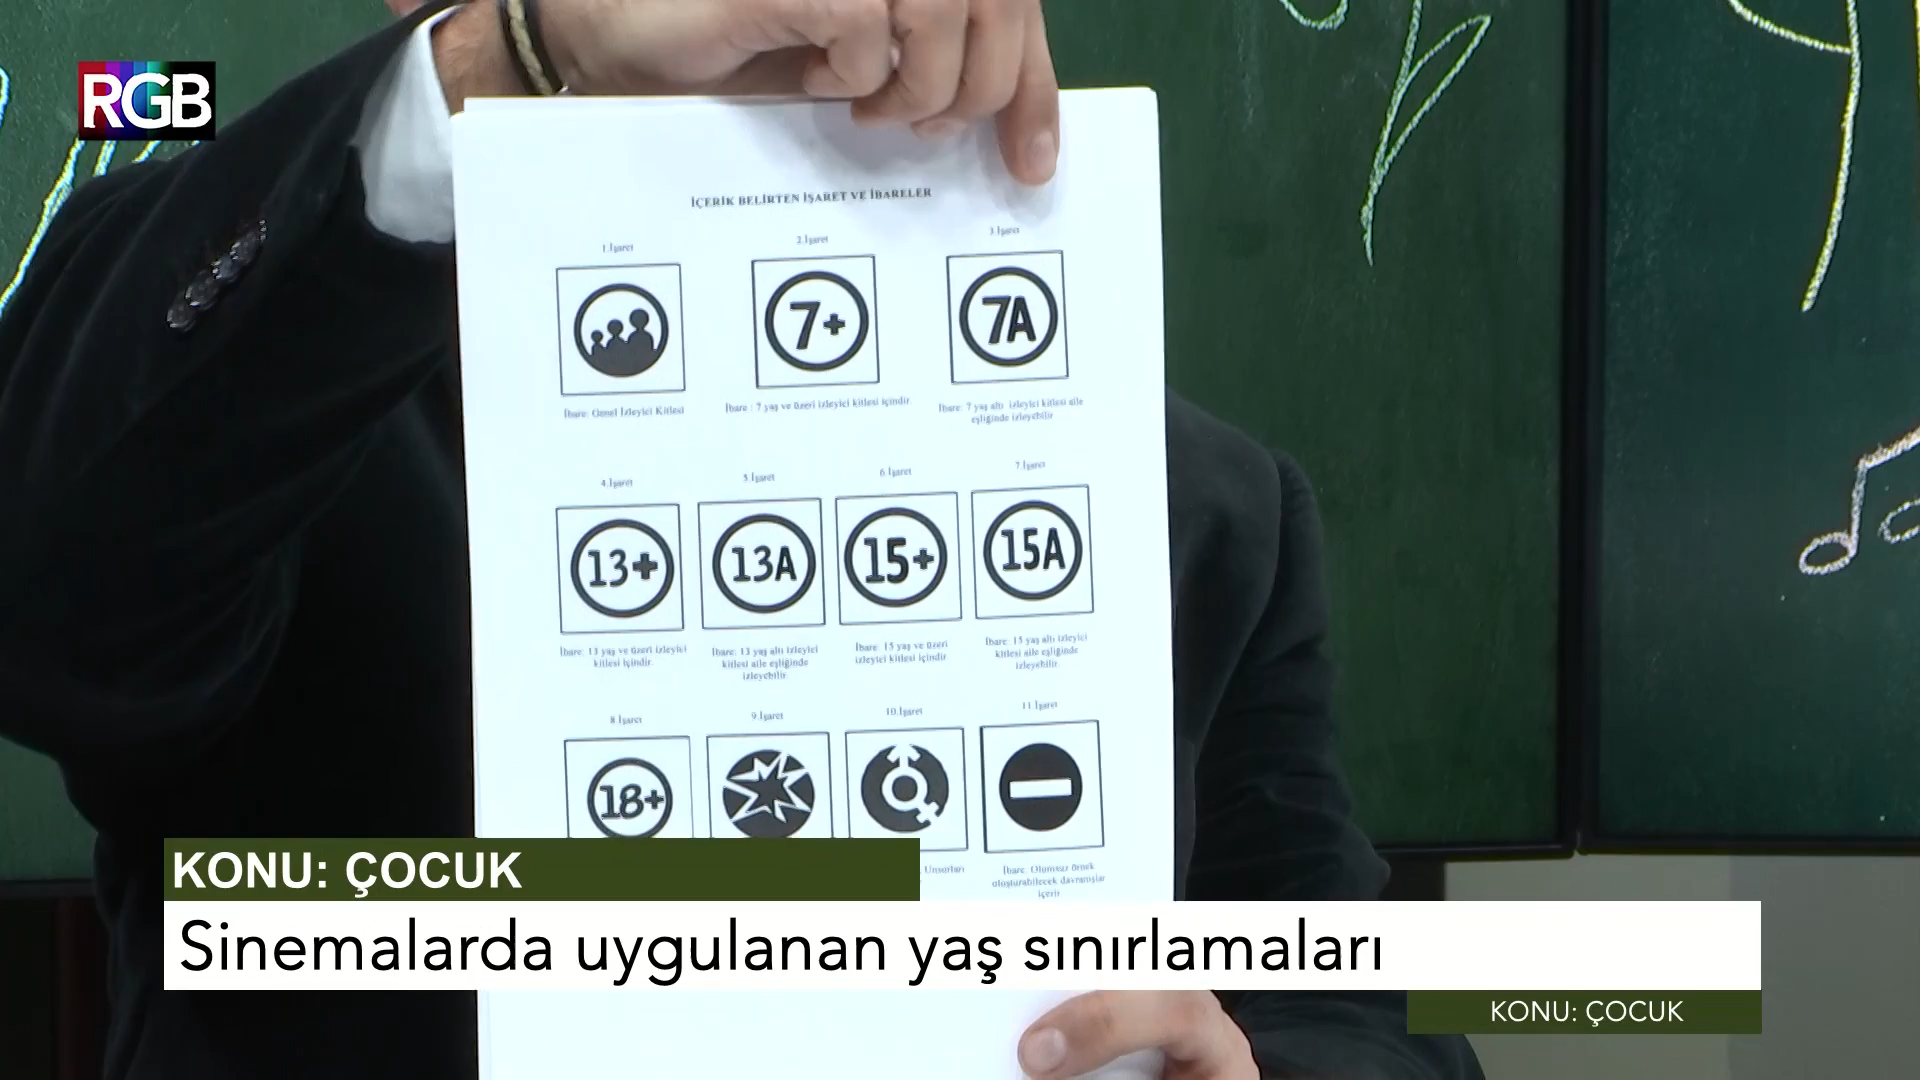 RGB
İÇERİK BELİRTEN İŞARET VE İBARELER
1.İşaret
2.İşaret
3.İşaret
7+
7A
İbare: Genel İzleyici Kitlesi
İbare : 7 yaş ve üzeri izleyici kitlesi içindir.
İbare: 7 yaş altı izleyici kitlesi aile
eşliğinde izleyebilir.
4.İşaret
5.İşaret
6.İşaret
7.İşaret
13+
13A
15+
15A
İbare: 13 yaş ve üzeri izleyici
kitlesi içindir.
İbare: 13 yaş altı izleyici
kitlesi aile eşliğinde
izleyebilir.
İbare: 15 yaş ve üzeri
izleyici kitlesi içindir.
İbare: 15 yaş altı izleyici
kitlesi aile eşliğinde
izleyebilir.
8.İşaret
9.İşaret
10.İşaret
11.İşaret
18+
Unsurları
İbare: Olumsuz örnek
oluşturabilecek davranışlar
içerir.
KONU: ÇOCUK
Sinemalarda uygulanan yaş sınırlamaları
KONU: ÇOCUK